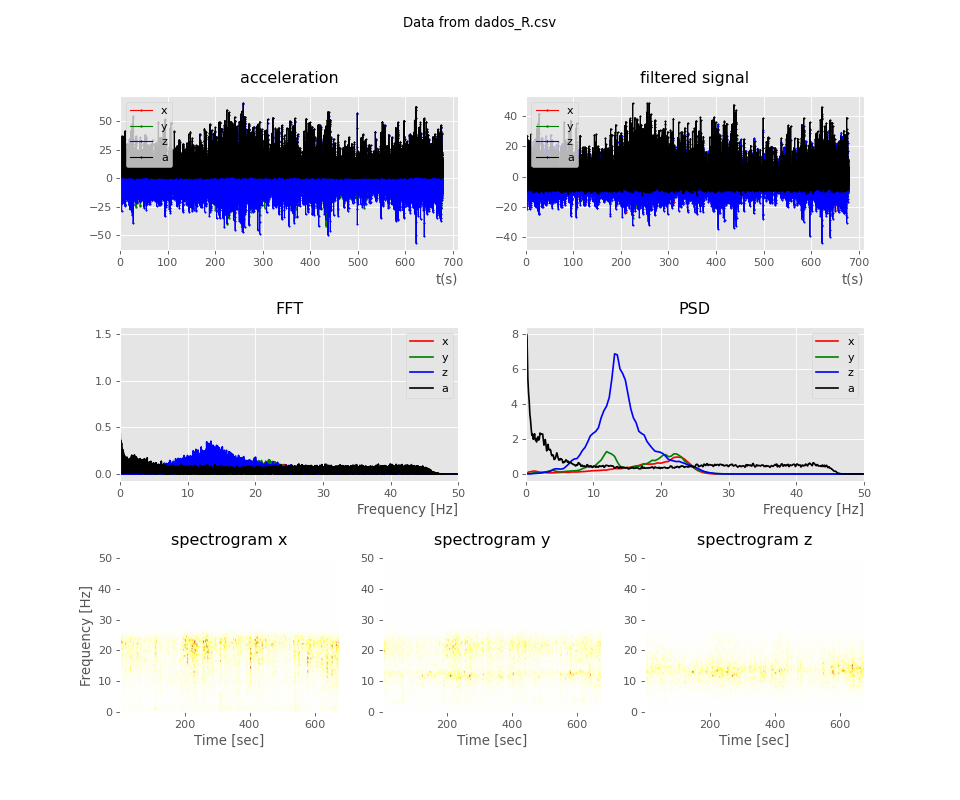 Data from dados_R.csv
acceleration
50
25
0
−25
−50
x
y
z
a
0 100 200 300 400 500 600 700
t(s)
filtered signal
40
20
0
−20
−40
x
y
z
a
0 100 200 300 400 500 600 700
t(s)
FFT
1.5
1.0
0.5
0.0
x
y
z
a
0 10 20 30 40 50
Frequency [Hz]
PSD
8
6
4
2
0
x
y
z
a
0 10 20 30 40 50
Frequency [Hz]
spectrogram x
Frequency [Hz]
50
40
30
20
10
0
200 400 600
Time [sec]
spectrogram y
50
40
30
20
10
0
200 400 600
Time [sec]
spectrogram z
50
40
30
20
10
0
200 400 600
Time [sec]